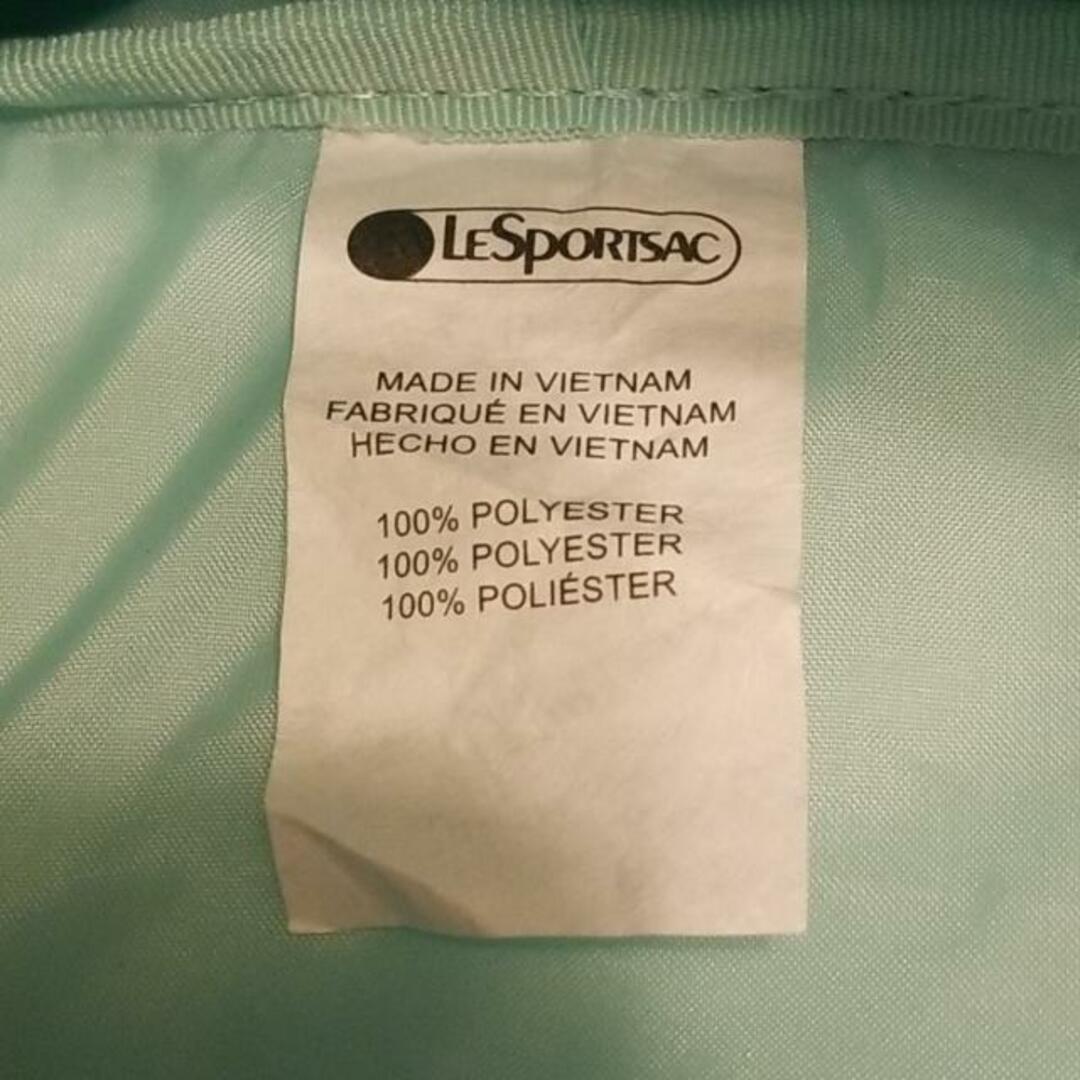 LESPORTSAC
MADE IN VIETNAM
FABRIQUÉ EN VIETNAM
HECHO EN VIETNAM
100% POLYESTER
100% POLYESTER
100% POLIÉSTER